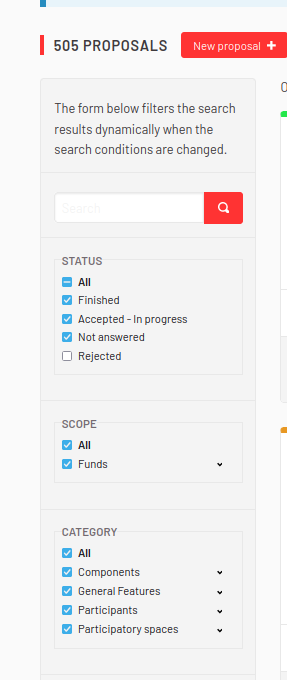 505 PROPOSALS
New proposal
The form below filters the search
results dynamically when the
search conditions are changed.
Search
STATUS
All
Finished
Accepted - In progress
Not answered
Rejected
SCOPE
All
Funds
CATEGORY
All
Components
General Features
Participants
Participatory spaces